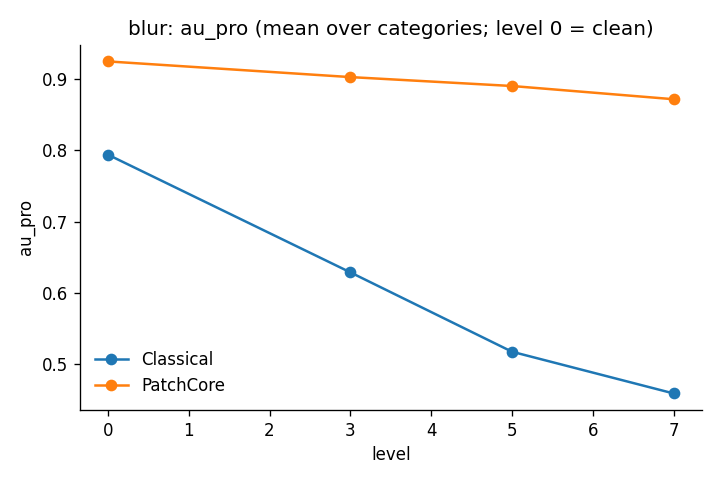 blur: au_pro (mean over categories; level 0 = clean)
0.9
0.8
0.7
0.6
0.5
au_pro
Classical
PatchCore
0 1 2 3 4 5 6 7
level